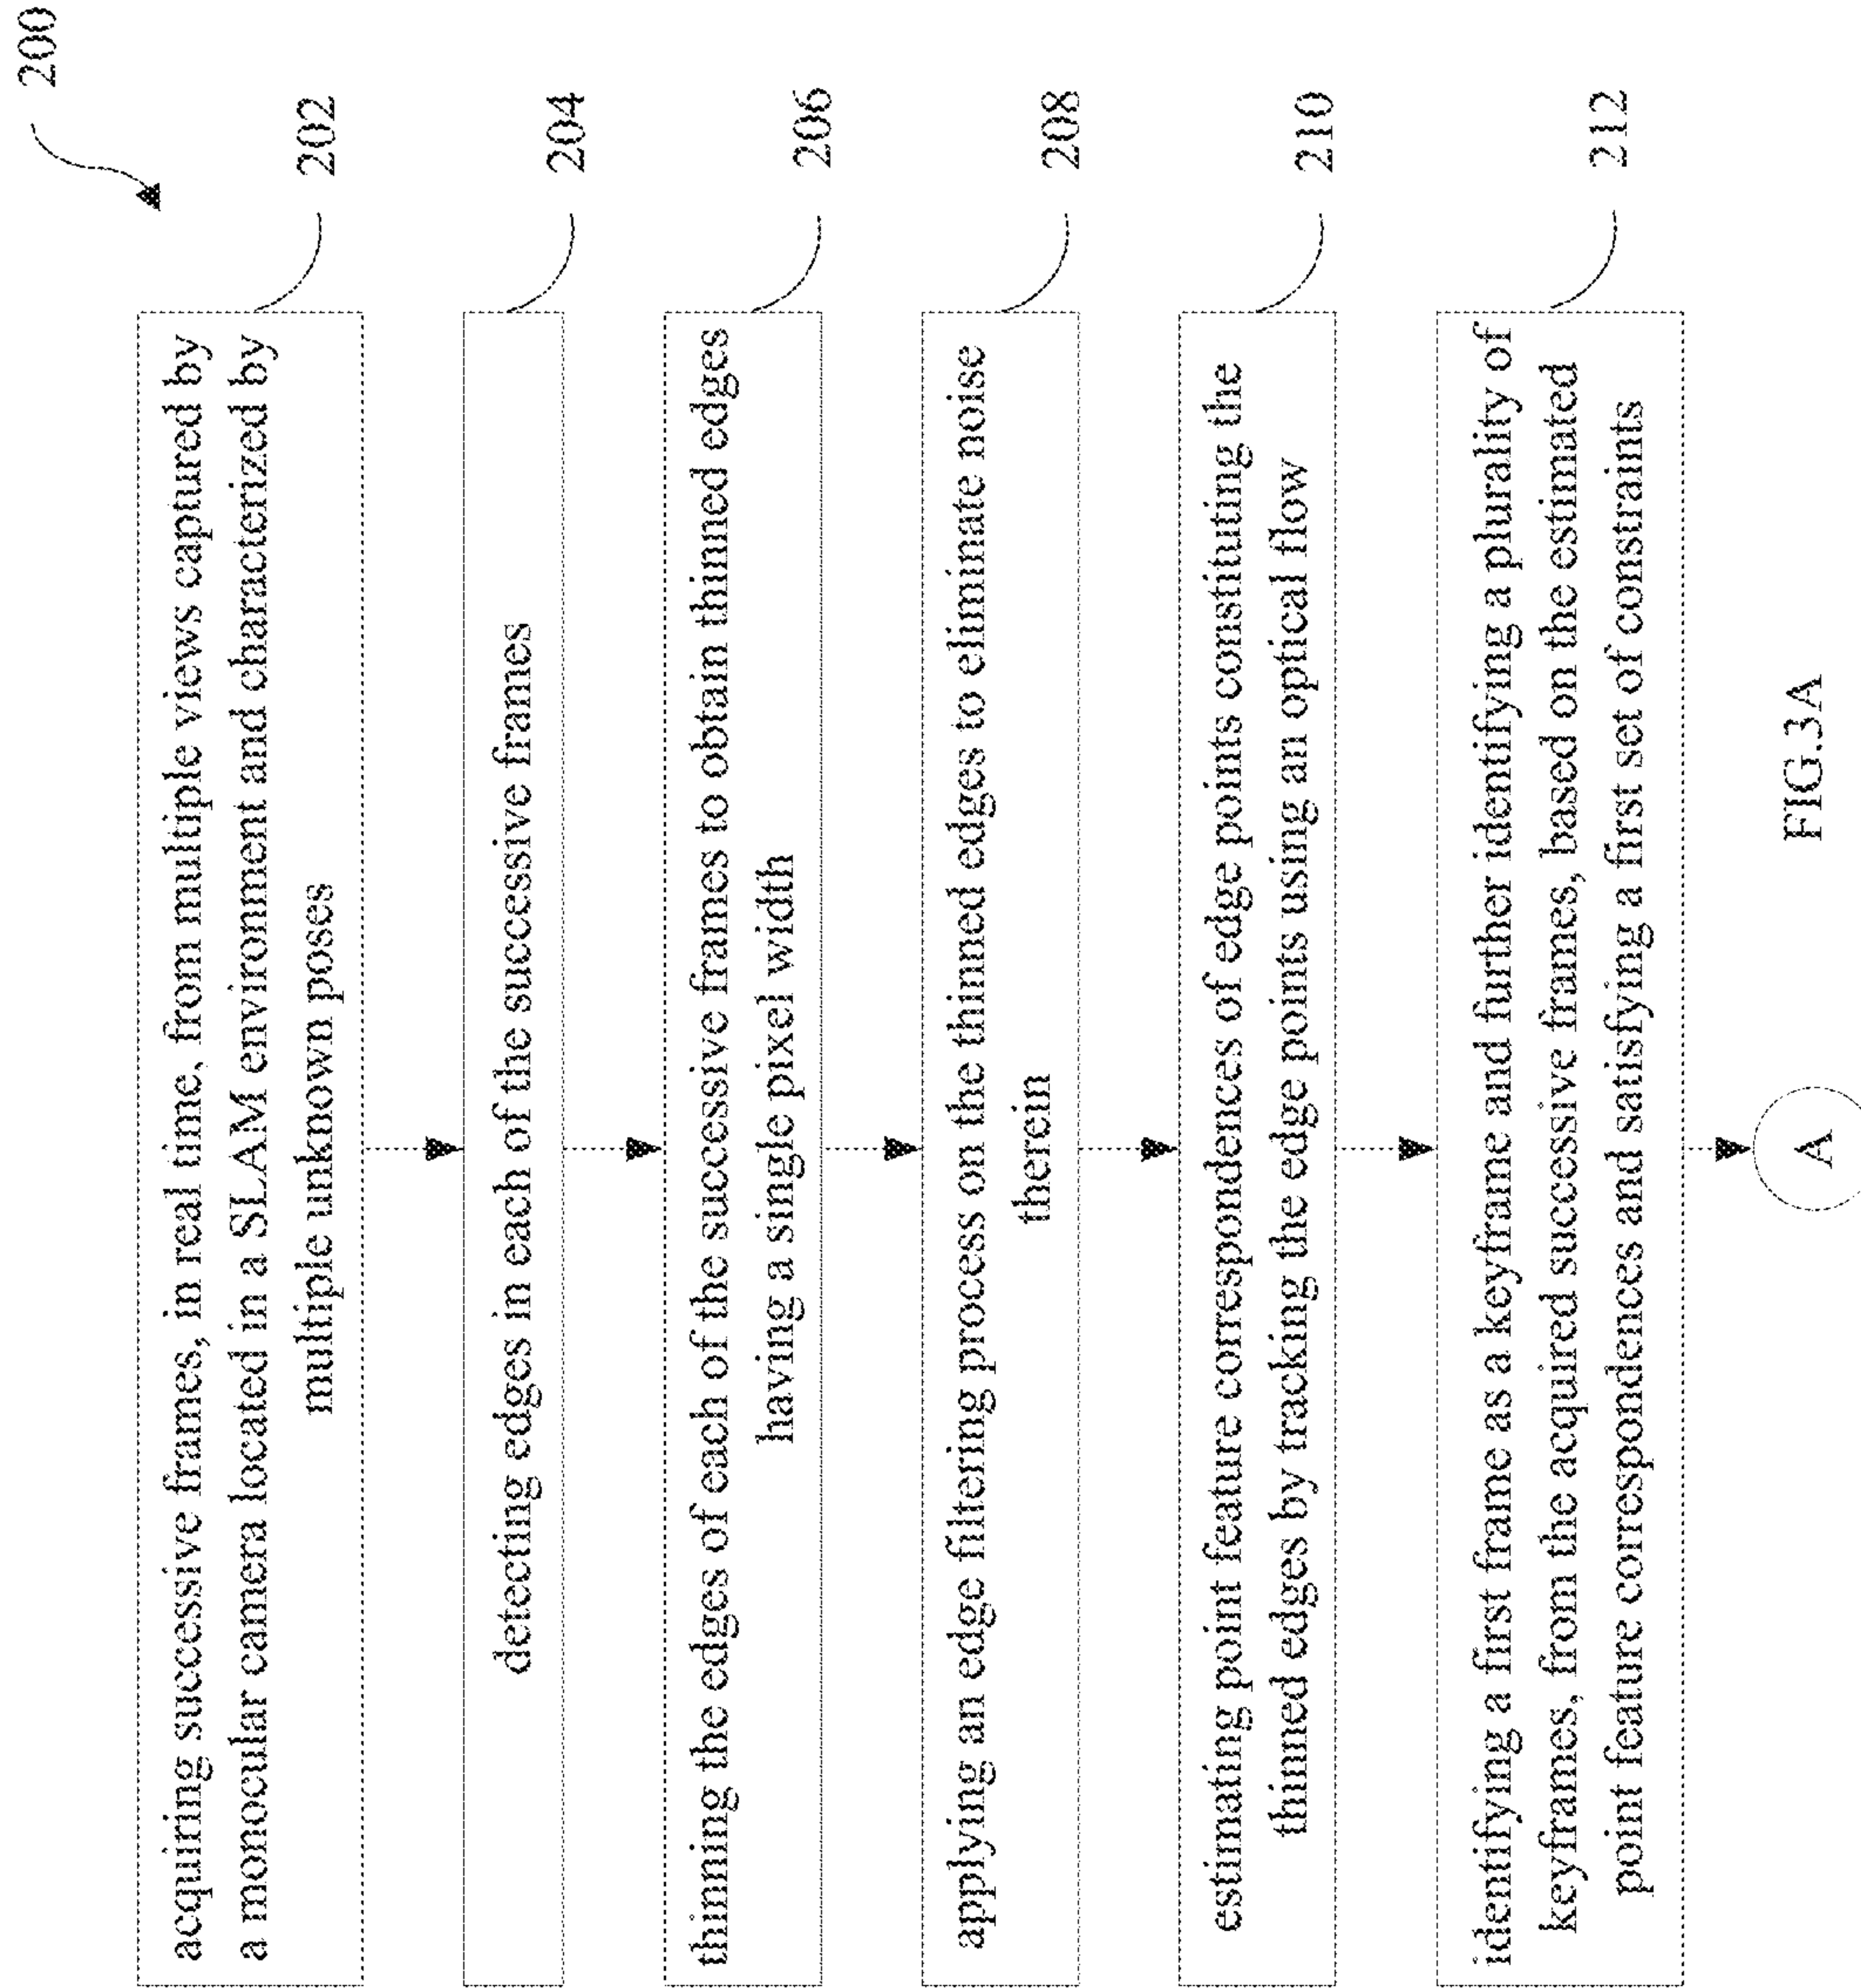 200
acquiring successive frames, in real time, from multiple views captured by
a monocular camera located in a SLAM environment and characterized by
multiple unknown poses
202
detecting edges in each of the successive frames
204
thinning the edges of each of the successive frames to obtain thinned edges
having a single pixel width
206
applying an edge filtering process on the thinned edges to eliminate noise
therein
208
estimating point feature correspondences of edge points constituting the
thinned edges by tracking the edge points using an optical flow
210
identifying a first frame as a keyframe and further identifying a plurality of
keyframes, from the acquired successive frames, based on the estimated
point feature correspondences and satisfying a first set of constraints
212
A
FIG.3A